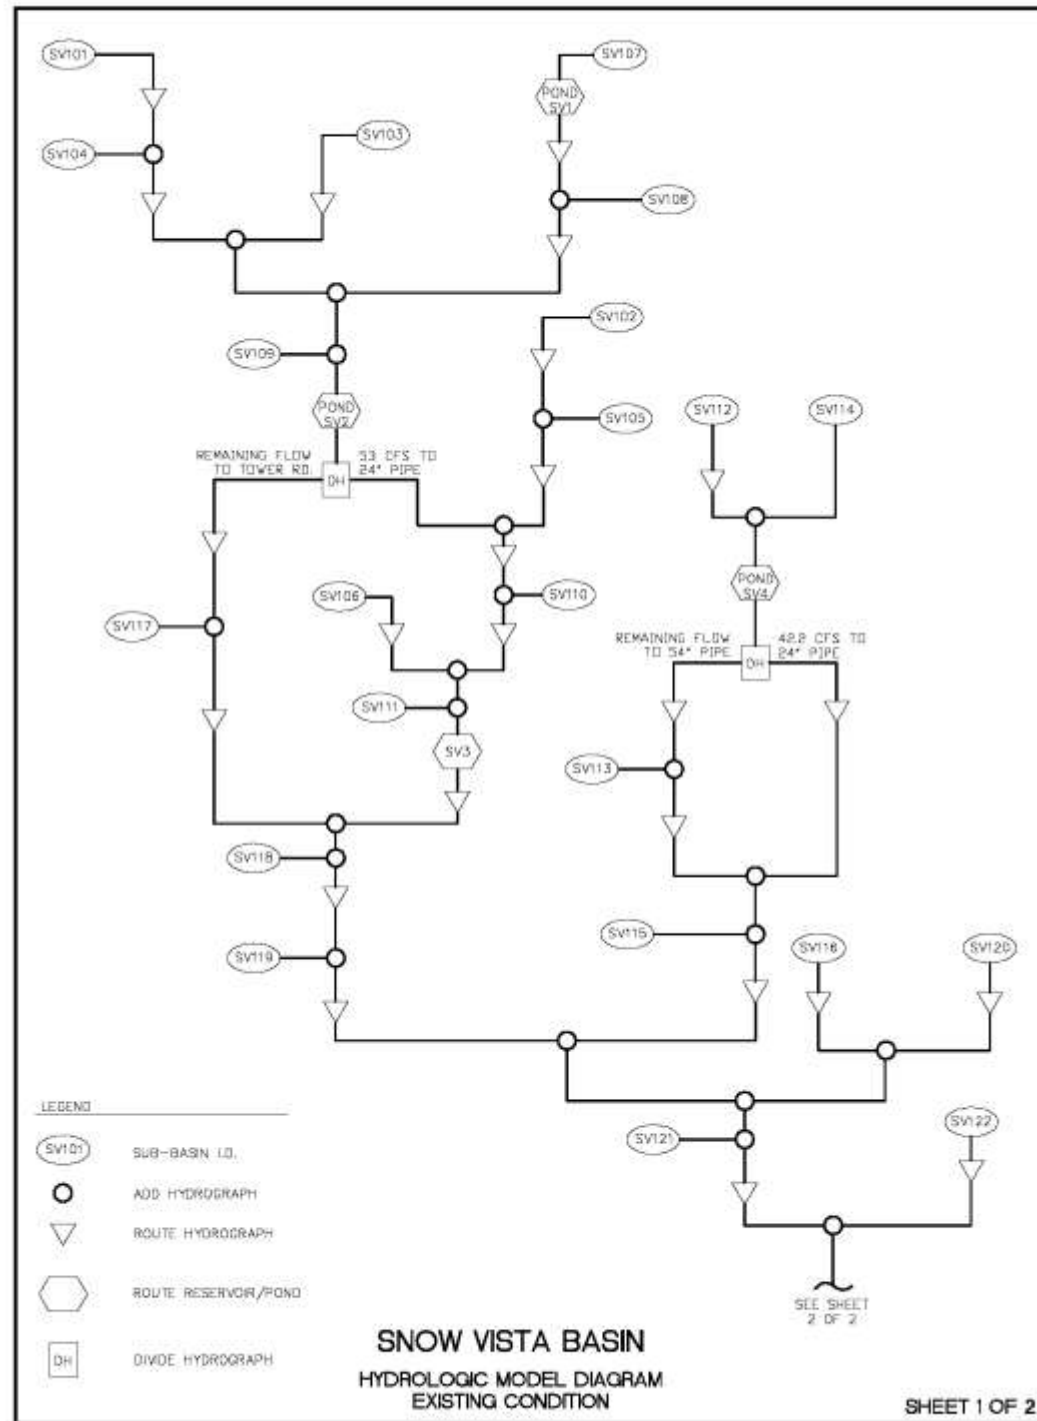 SV101
SV107
POND
SV1
SV103
SV104
SV108
SV102
SV109
POND
SV2
SV105
SV112
SV114
REMAINING FLOW
TO TOWER RD.
53 CFS TO
24" PIPE
DH
POND
SV4
SV106
SV110
SV117
REMAINING FLOW
TO 54" PIPE
42.2 CFS TO
24" PIPE
DH
SV111
SV3
SV113
SV118
SV115
SV116
SV120
SV119
SV121
SV122
SEE SHEET
2 OF 2
LEGEND
SV101
SUB-BASIN I.D.
ADD HYDROGRAPH
ROUTE HYDROGRAPH
ROUTE RESERVOIR/POND
DH
DIVIDE HYDROGRAPH
SNOW VISTA BASIN
HYDROLOGIC MODEL DIAGRAM
EXISTING CONDITION
SHEET 1 OF 2